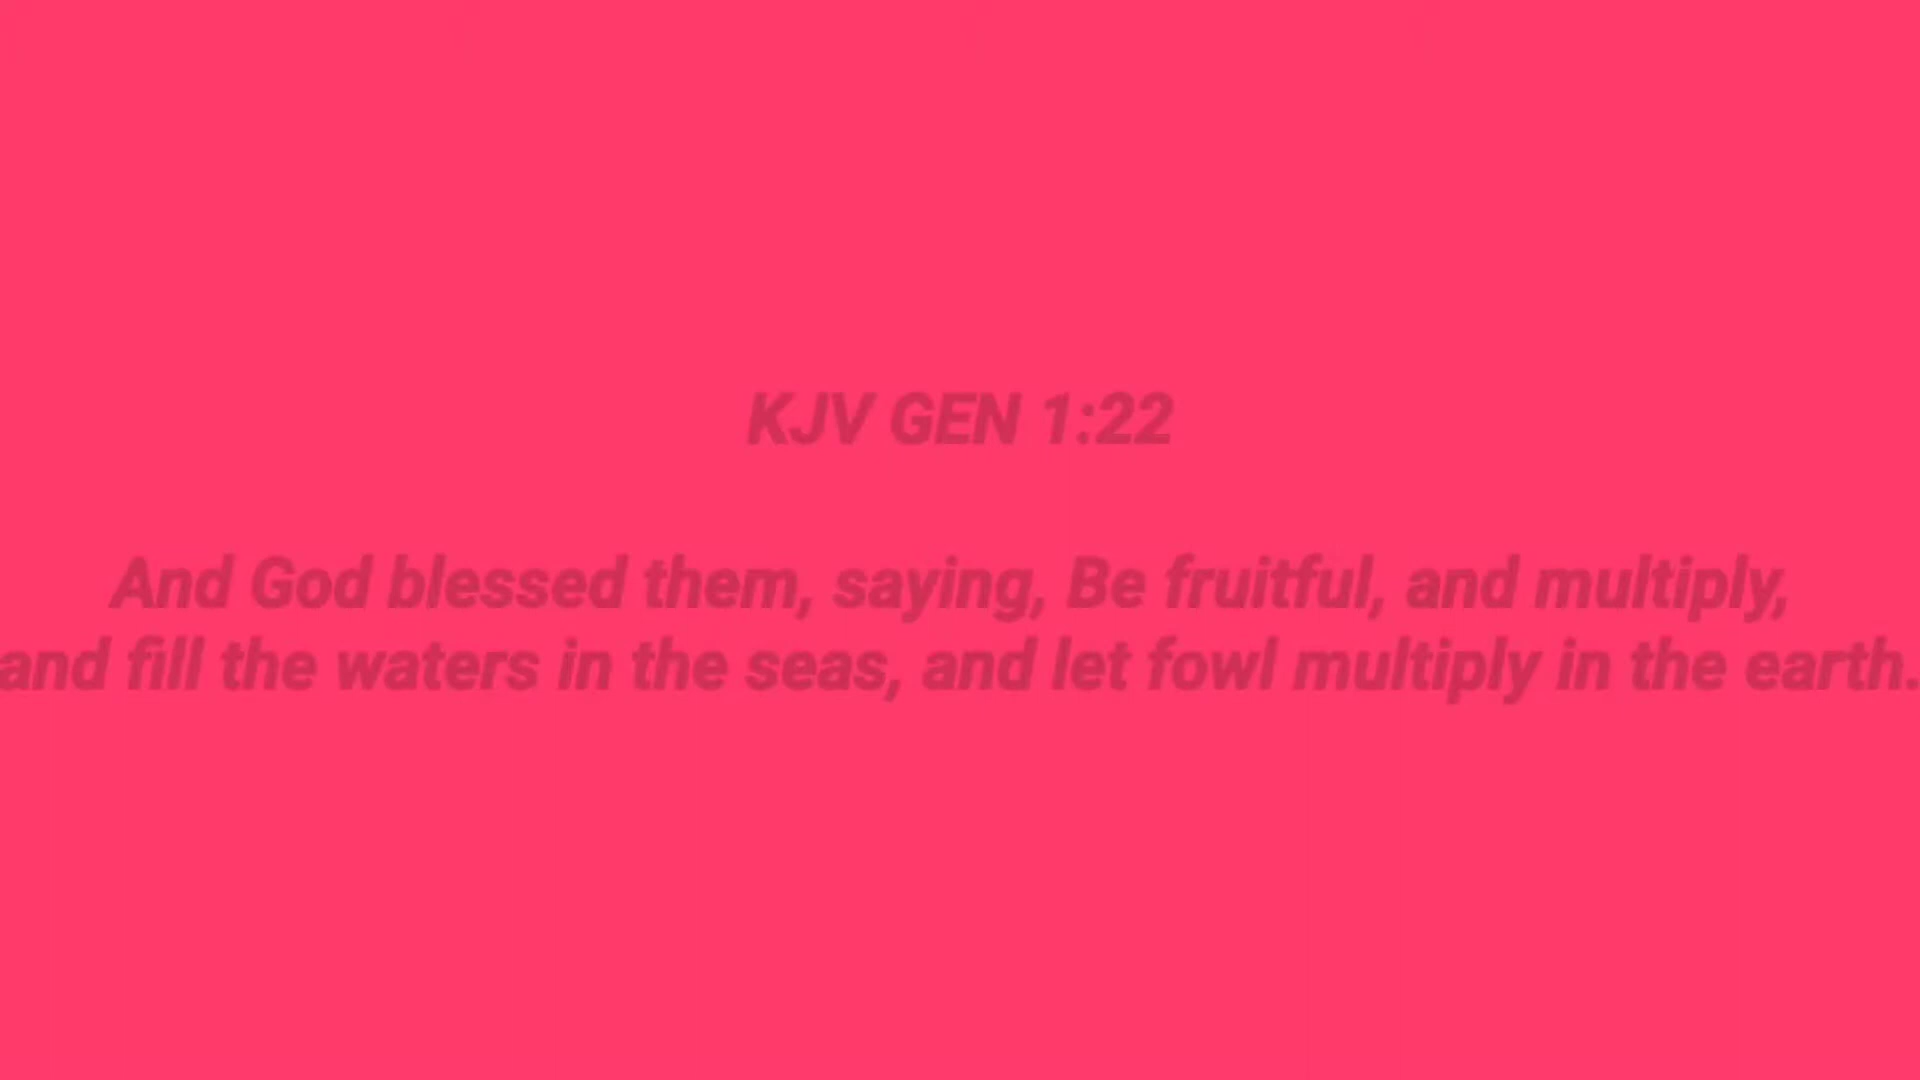 KJV GEN 1:22
And God blessed them, saying, Be fruitful, and multiply,
and fill the waters in the seas, and let fowl multiply in the earth.